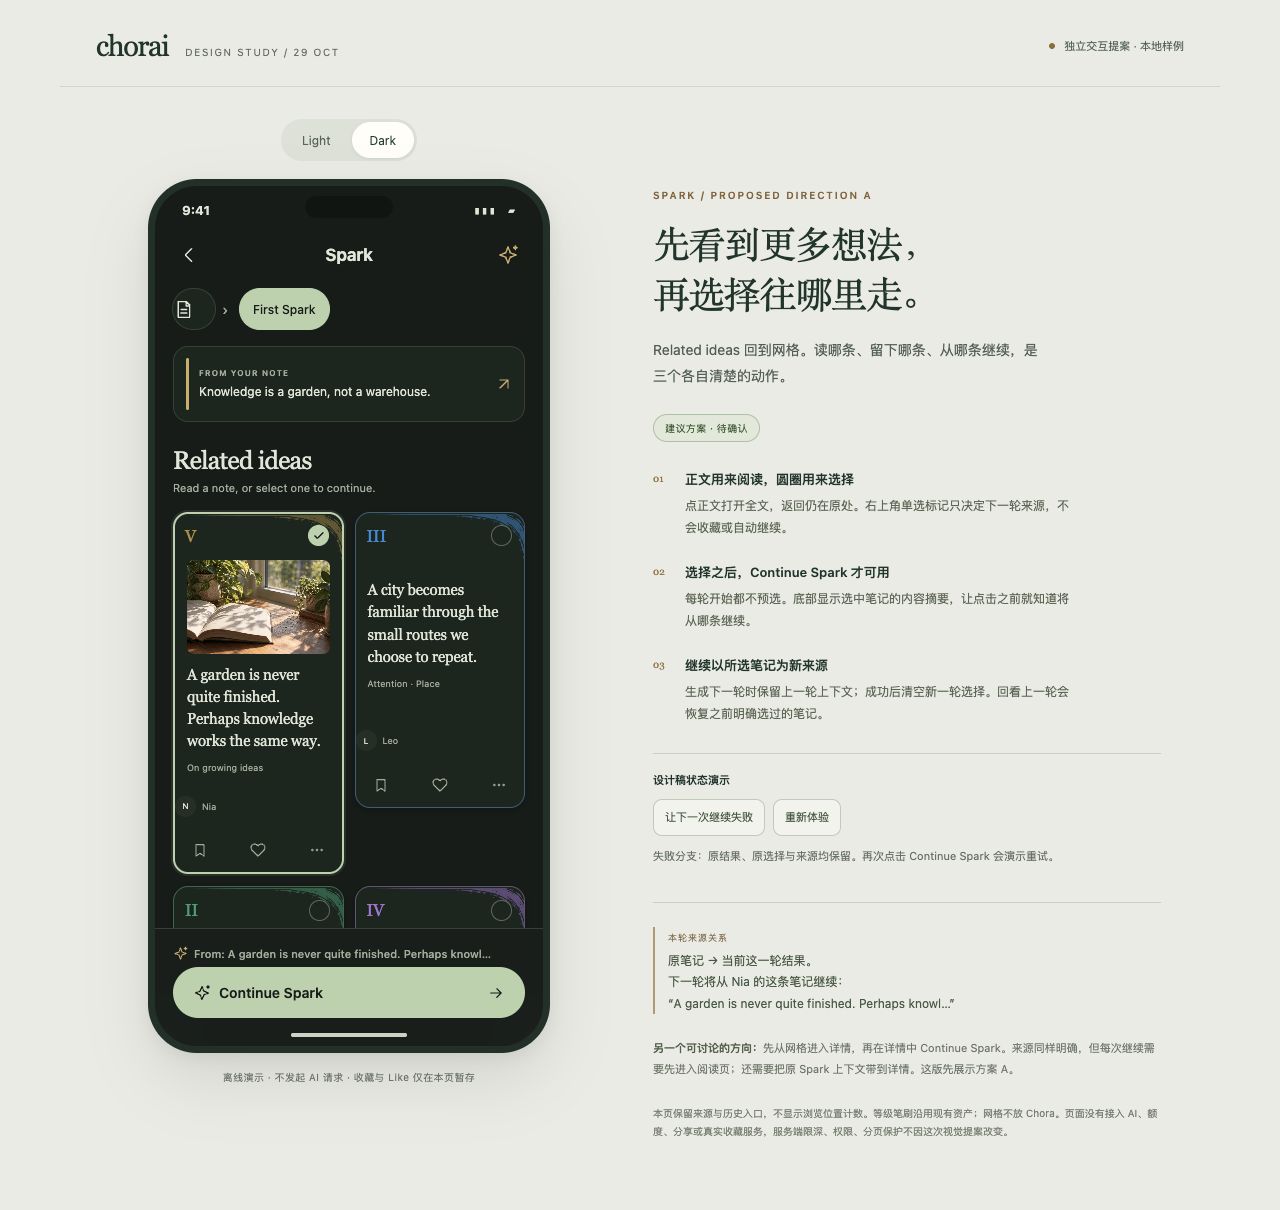 chorai
DESIGN STUDY / 29 OCT
独立交互提案 · 本地样例
Light
Dark
9:41
Spark
First Spark
FROM YOUR NOTE
Knowledge is a garden, not a warehouse.
Related ideas
Read a note, or select one to continue.
V
A garden is never
quite finished.
Perhaps knowledge
works the same way.
On growing ideas
N
Nia
III
A city becomes
familiar through the
small routes we
choose to repeat.
Attention · Place
L
Leo
II
IV
From: A garden is never quite finished. Perhaps knowl...
Continue Spark
离线演示 · 不发起 AI 请求 · 收藏与 Like 仅在本页暂存
SPARK / PROPOSED DIRECTION A
先看到更多想法，
再选择往哪里走。
Related ideas 回到网格。读哪条、留下哪条、从哪条继续，是
三个各自清楚的动作。
建议方案 · 待确认
01
正文用来阅读，圆圈用来选择
点正文打开全文，返回仍在原处。右上角单选标记只决定下一轮来源，不
会收藏或自动继续。
02
选择之后，Continue Spark 才可用
每轮开始都不预选。底部显示选中笔记的内容摘要，让点击之前就知道将
从哪条继续。
03
继续以所选笔记为新来源
生成下一轮时保留上一轮上下文；成功后清空新一轮选择。回看上一轮会
恢复之前明确选过的笔记。
设计稿状态演示
让下一次继续失败
重新体验
失败分支：原结果、原选择与来源均保留。再次点击 Continue Spark 会演示重试。
本轮来源关系
原笔记 → 当前这一轮结果。
下一轮将从 Nia 的这条笔记继续：
“A garden is never quite finished. Perhaps knowl...”
另一个可讨论的方向：先从网格进入详情，再在详情中 Continue Spark。来源同样明确，但每次继续需
要先进入阅读页；还需要把原 Spark 上下文带到详情。这版先展示方案 A。
本页保留来源与历史入口，不显示浏览位置计数。等级笔刷沿用现有资产；网格不放 Chora。页面没有接入 AI、额
度、分享或真实收藏服务，服务端限深、权限、分页保护不因这次视觉提案改变。